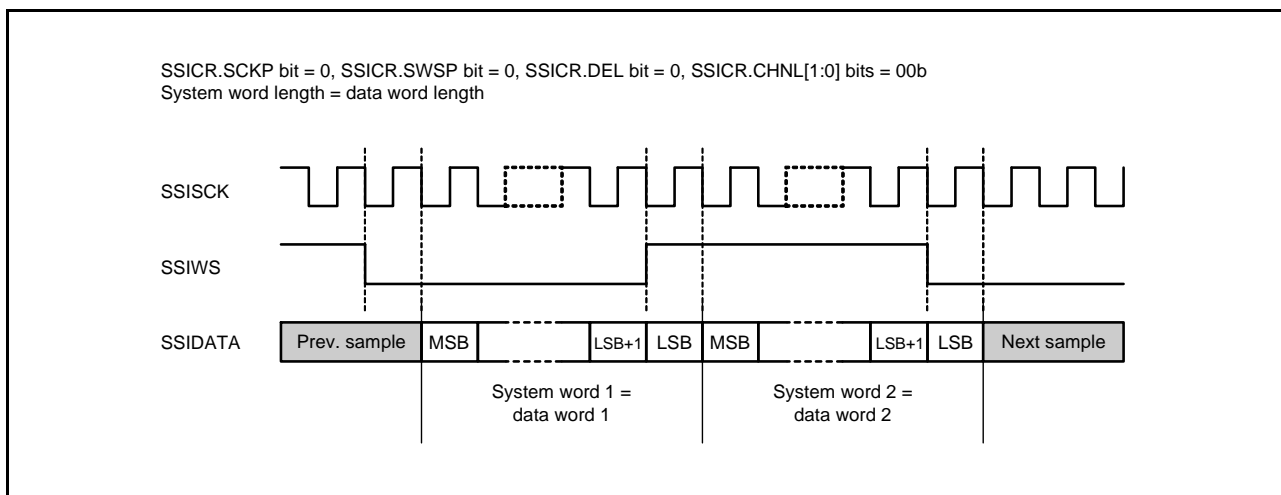 SSICR.SCKP bit = 0, SSICR.SWSP bit = 0, SSICR.DEL bit = 0, SSICR.CHNL[1:0] bits = 00b
System word length = data word length
SSISCK
SSIWS
SSIDATA
Prev. sample
MSB
LSB+1
LSB
MSB
LSB+1
LSB
Next sample
System word 1 =
data word 1
System word 2 =
data word 2